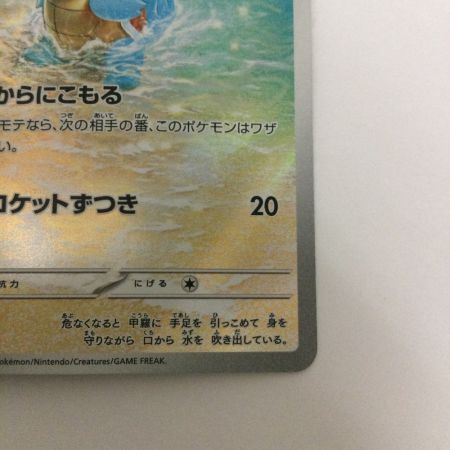 からにこもる
モテなら、次の相手の番、このポケモンはワザ
い。
ロケットずつき 20
抗力 にげる
危なくなると 甲羅に 手足を 引っこめて 身を
守りながら 口から 水を 吹き出している。
Pokémon/Nintendo/Creatures/GAME FREAK.